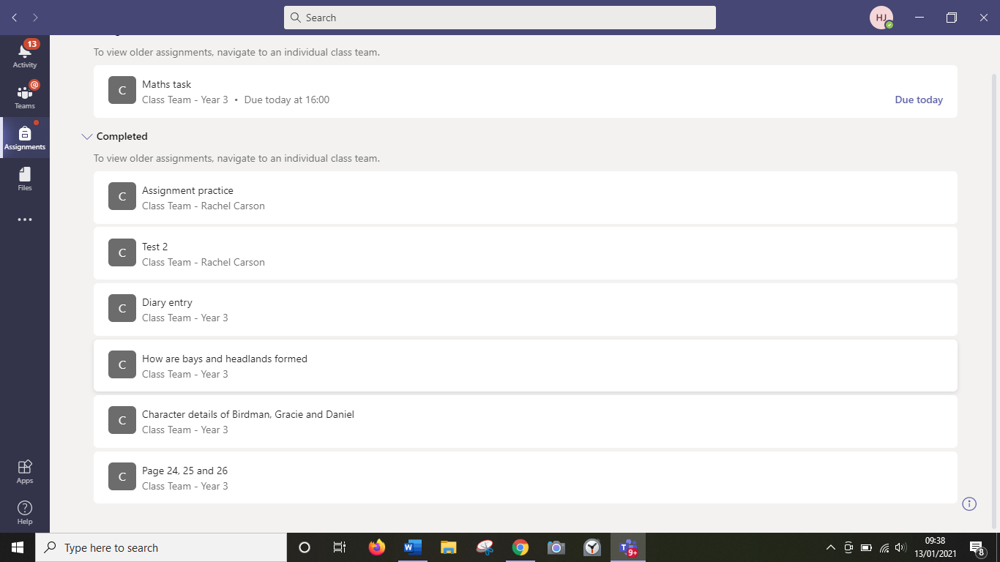 Search
HJ
13
Activity
@
Teams
Assignments
Files
Apps
Help
To view older assignments, navigate to an individual class team.
C
Maths task
Class Team - Year 3 • Due today at 16:00
Due today
Completed
To view older assignments, navigate to an individual class team.
C
Assignment practice
Class Team - Rachel Carson
C
Test 2
Class Team - Rachel Carson
C
Diary entry
Class Team - Year 3
C
How are bays and headlands formed
Class Team - Year 3
C
Character details of Birdman, Gracie and Daniel
Class Team - Year 3
C
Page 24, 25 and 26
Class Team - Year 3
Type here to search
W
T
9+
09:38
13/01/2021
8